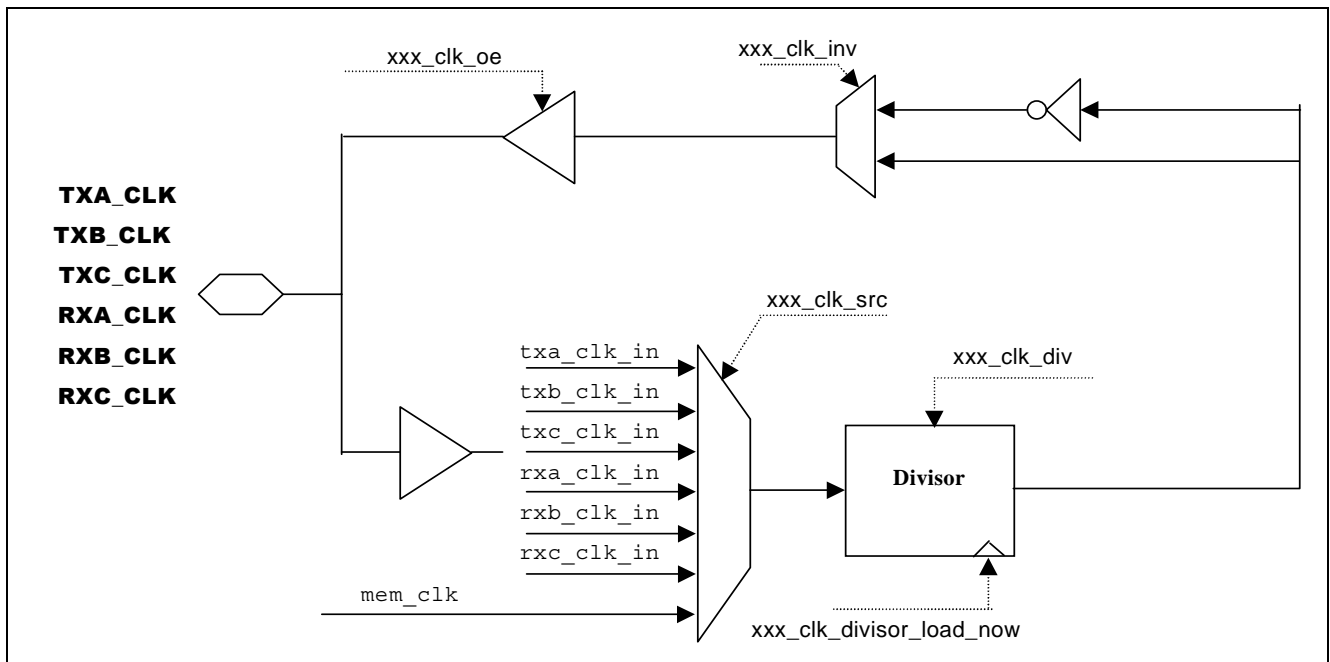 xxx_clk_oe
xxx_clk_inv
TXA_CLK
TXB_CLK
TXC_CLK
RXA_CLK
RXB_CLK
RXC_CLK
xxx_clk_src
txa_clk_in
txb_clk_in
txc_clk_in
rxa_clk_in
rxb_clk_in
rxc_clk_in
mem_clk
xxx_clk_div
Divisor
xxx_clk_divisor_load_now